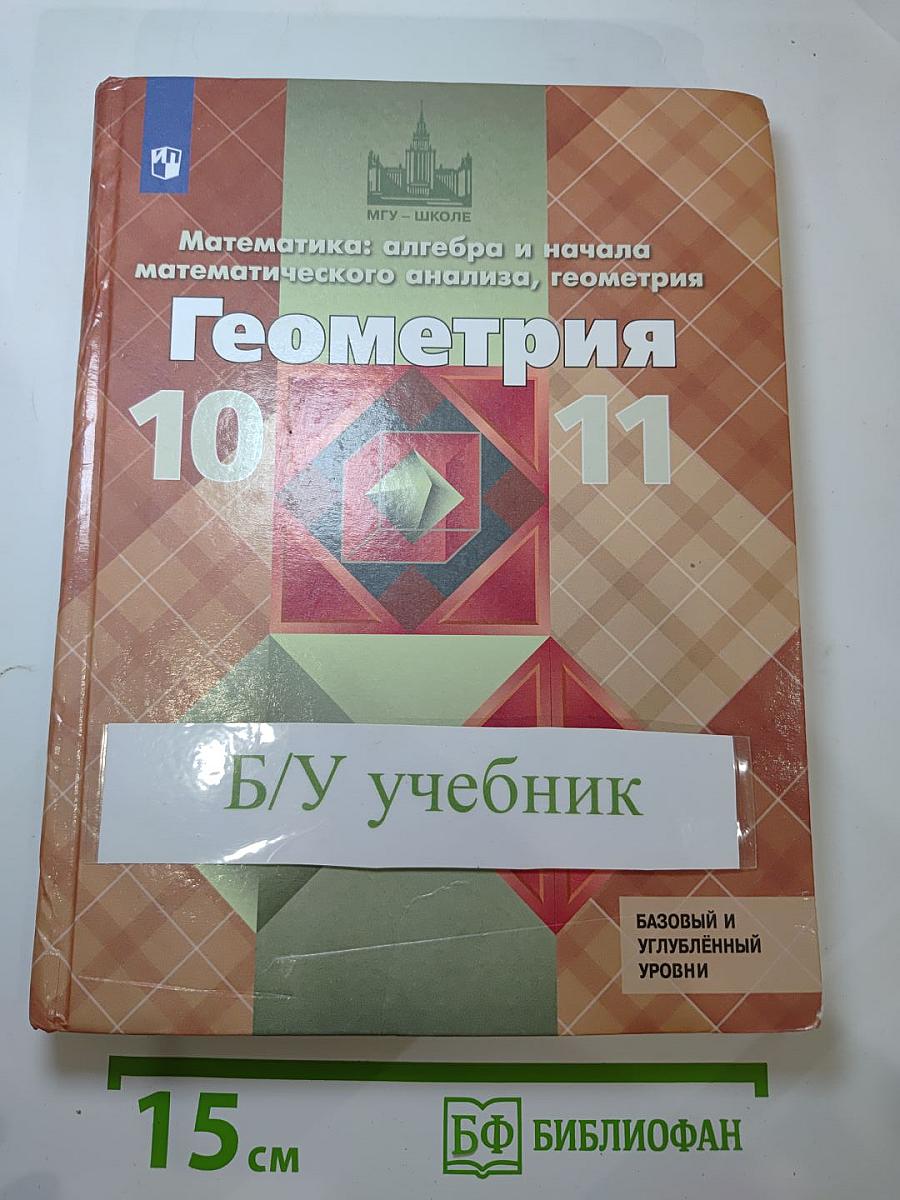 ИП
МГУ – ШКОЛЕ
Математика: алгебра и начала
математического анализа, геометрия
Геометрия
10 11
Б/У учебник
БАЗОВЫЙ И
УГЛУБЛЁННЫЙ
УРОВНИ
15 см
БФ БИБЛИОФАН